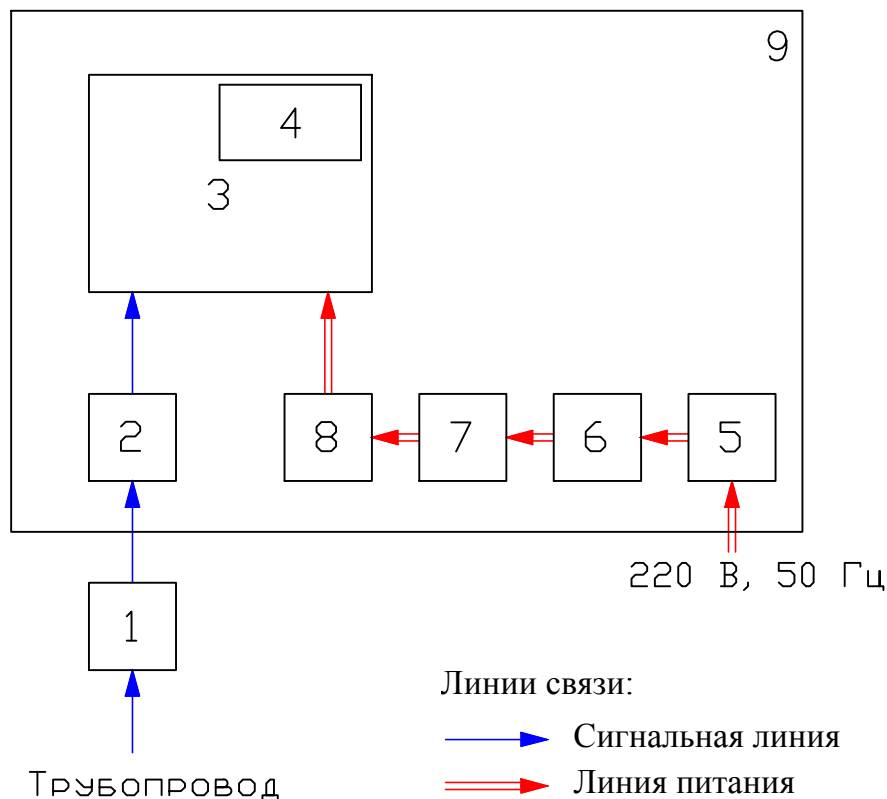 9
4
3
2
8
7
6
5
220 В, 50 Гц
1
Линии связи:
Сигнальная линия
Трубопровод
Линия питания